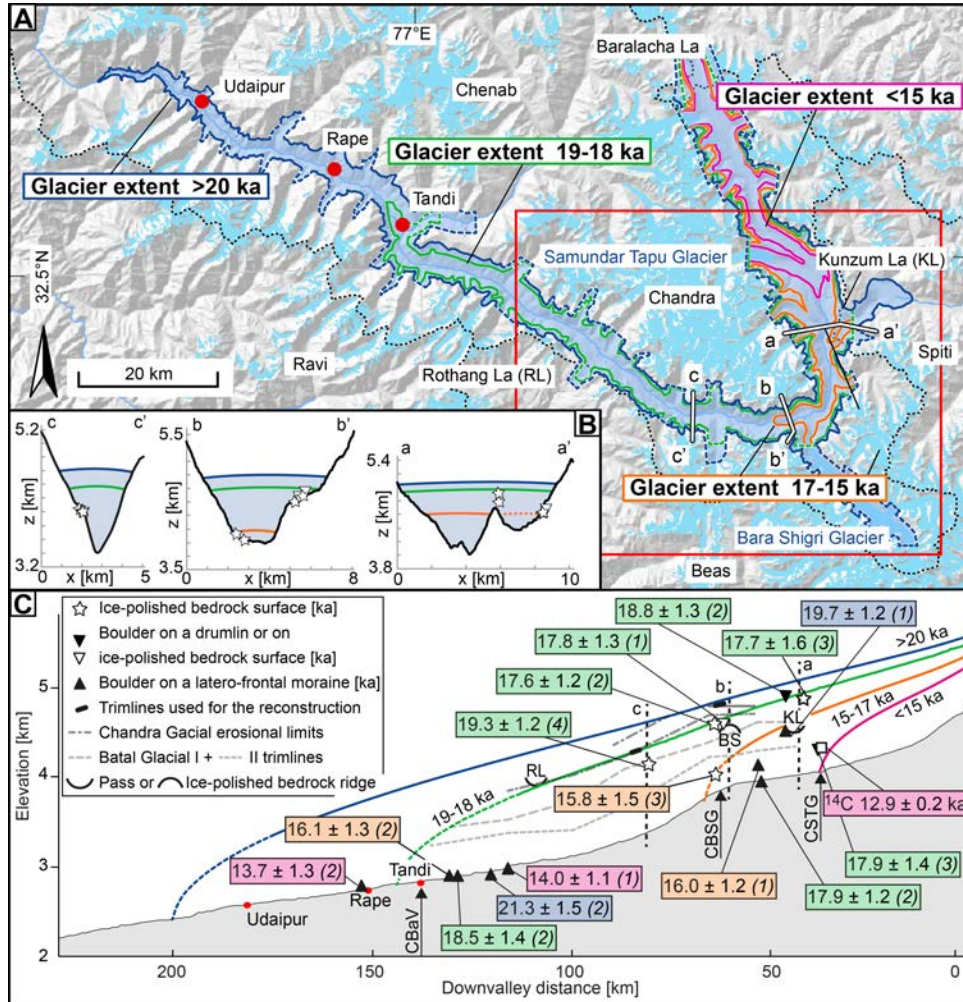 A
77°E
Baralacha La
Udaipur
Chenab
Glacier extent <15 ka
Rape
Glacier extent 19-18 ka
Glacier extent >20 ka
Tandi
32.5°N
Samundar Tapu Glacier
Kunzum La (KL)
Chandra
a
a'
Spiti
20 km
Ravi
Rothang La (RL)
c
b
c'
b'
Glacier extent 17-15 ka
Bara Shigri Glacier
Beas
B
c
c'
b
b'
a
a'
5.2
5.5
5.4
z [km]
z [km]
z [km]
3.2
3.5
3.8
x [km]
5
x [km]
8
x [km]
10
C
Ice-polished bedrock surface [ka]
Boulder on a drumlin or on
ice-polished bedrock surface [ka]
Boulder on a latero-frontal moraine [ka]
Trimlines used for the reconstruction
Chandra Gacial erosional limits
Batal Glacial I + II trimlines
Pass or Ice-polished bedrock ridge
18.8 ± 1.3 (2)
19.7 ± 1.2 (1)
17.8 ± 1.3 (1)
17.7 ± 1.6 (3)
17.6 ± 1.2 (2)
19.3 ± 1.2 (4)
>20 ka
15-17 ka
<15 ka
19-18 ka
c
b
a
BS
KL
RL
15.8 ± 1.5 (3)
14C 12.9 ± 0.2 ka
16.1 ± 1.3 (2)
13.7 ± 1.3 (2)
14.0 ± 1.1 (1)
17.9 ± 1.4 (3)
16.0 ± 1.2 (1)
21.3 ± 1.5 (2)
17.9 ± 1.2 (2)
18.5 ± 1.4 (2)
Tandi
Rape
Udaipur
CBaV
CBSG
CSTG
Elevation [km]
5
4
3
2
200
150
100
50
0
Downvalley distance [km]